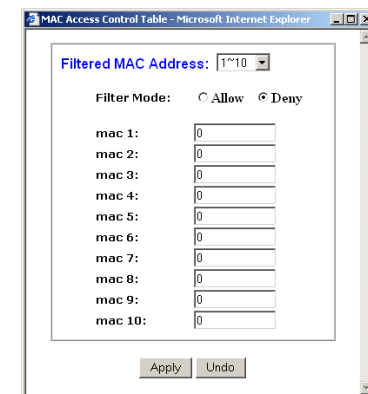 MAC Access Control Table - Microsoft Internet Explorer
Filtered MAC Address: 1~10
Filter Mode: Allow Deny
mac 1: 0
mac 2: 0
mac 3: 0
mac 4: 0
mac 5: 0
mac 6: 0
mac 7: 0
mac 8: 0
mac 9: 0
mac 10: 0
Apply Undo